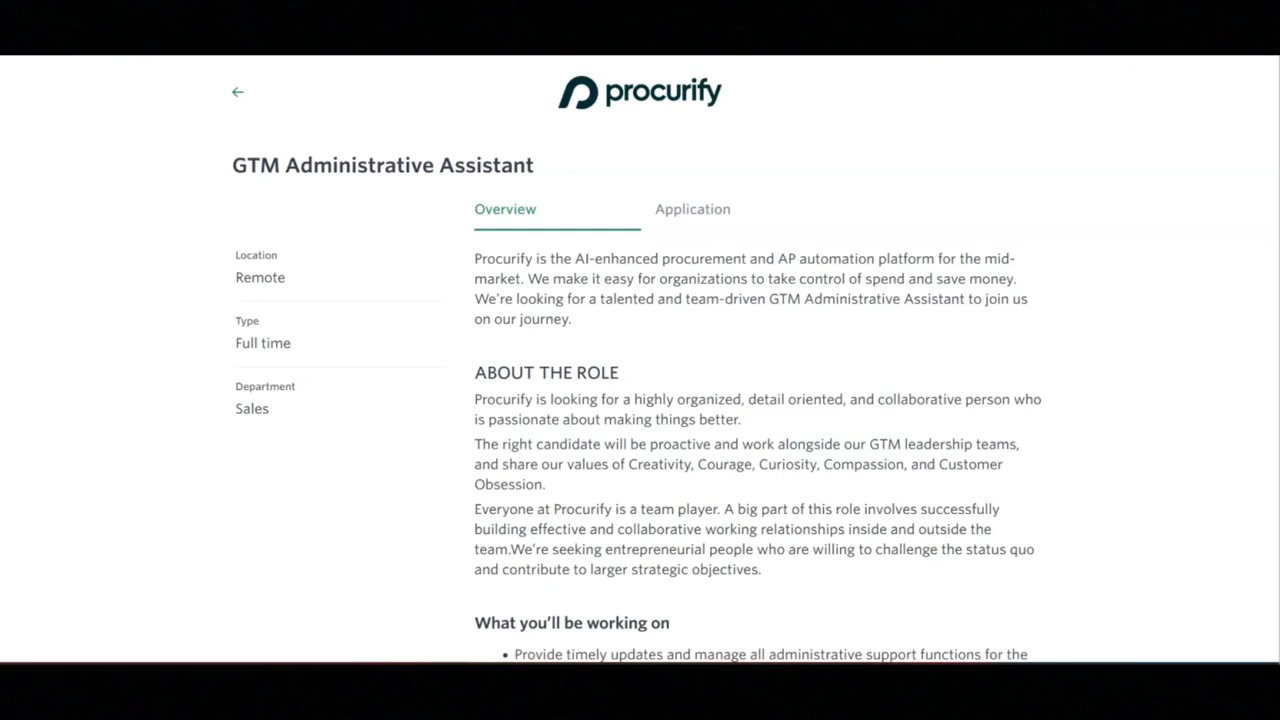 ←
procurify
GTM Administrative Assistant
Overview
Application
Location
Remote
Type
Full time
Department
Sales
Procurify is the AI-enhanced procurement and AP automation platform for the mid-
market. We make it easy for organizations to take control of spend and save money.
We're looking for a talented and team-driven GTM Administrative Assistant to join us
on our journey.
ABOUT THE ROLE
Procurify is looking for a highly organized, detail oriented, and collaborative person who
is passionate about making things better.
The right candidate will be proactive and work alongside our GTM leadership teams,
and share our values of Creativity, Courage, Curiosity, Compassion, and Customer
Obsession.
Everyone at Procurify is a team player. A big part of this role involves successfully
building effective and collaborative working relationships inside and outside the
team.We're seeking entrepreneurial people who are willing to challenge the status quo
and contribute to larger strategic objectives.
What you'll be working on
• Provide timely updates and manage all administrative support functions for the